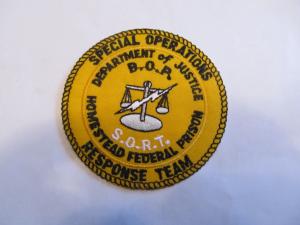 SPECIAL OPERATIONS
DEPARTMENT of JUSTICE
B.O.P.
S.O.R.T.
HOMESTEAD FEDERAL PRISON
RESPONSE TEAM